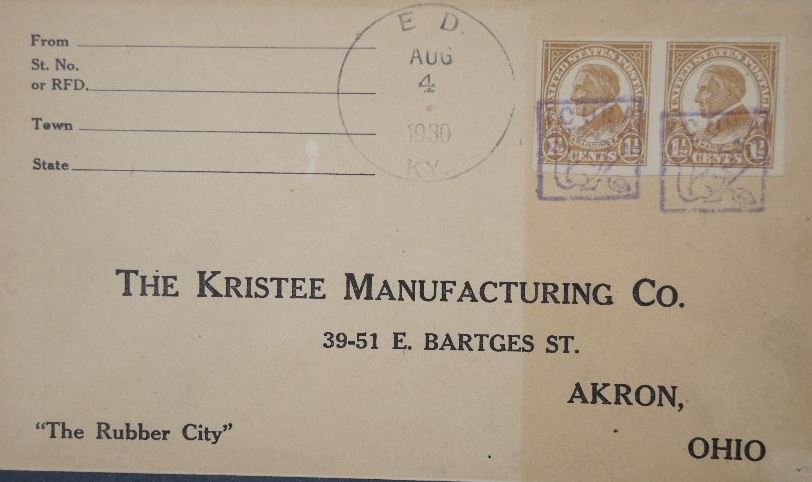 From
St. No.
or RFD.
Town
State
E D.
AUG
4
1930
KY.
UNITED STATES POSTAGE
HARDING
1½ CENTS 1½
UNITED STATES POSTAGE
HARDING
1½ CENTS 1½
THE KRISTEE MANUFACTURING CO.
39-51 E. BARTGES ST.
AKRON,
"The Rubber City"
OHIO